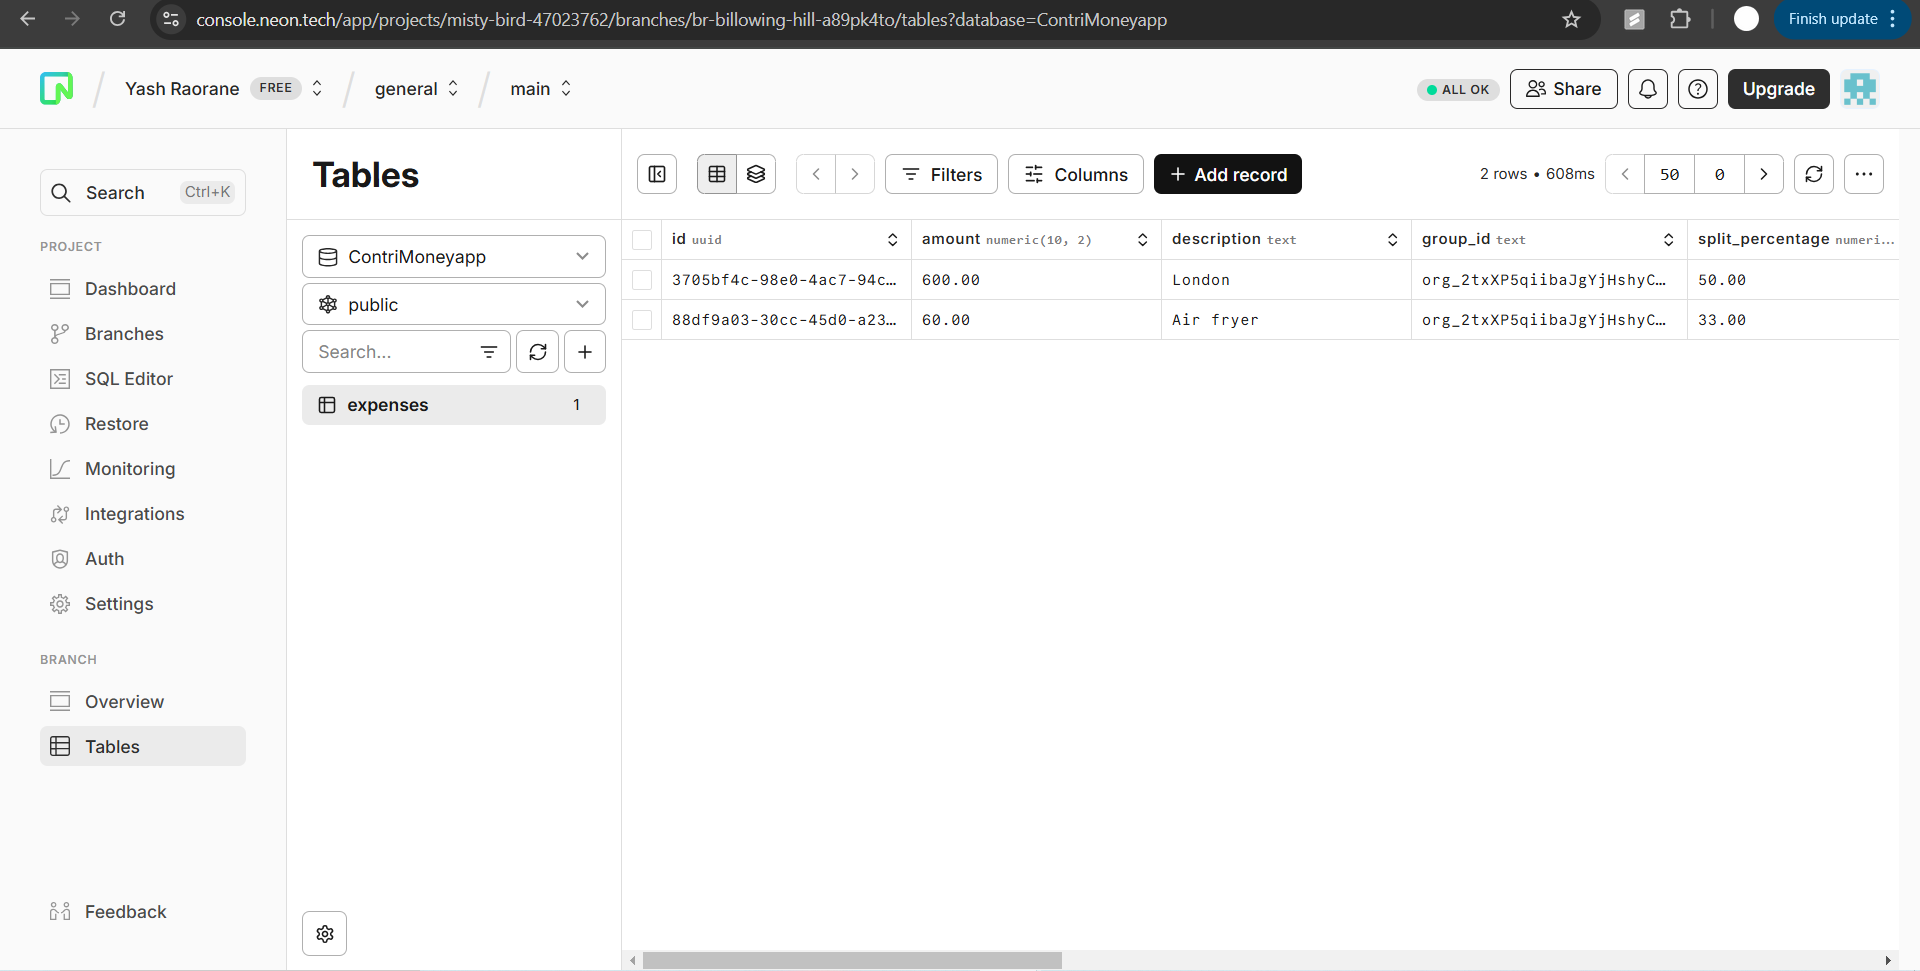 console.neon.tech/app/projects/misty-bird-47023762/branches/br-billowing-hill-a89pk4to/tables?database=ContriMoneyapp
Finish update
Yash Raorane FREE
general
main
ALL OK
Share
Upgrade
Search Ctrl+K
PROJECT
Dashboard
Branches
SQL Editor
Restore
Monitoring
Integrations
Auth
Settings
BRANCH
Overview
Tables
Feedback
Tables
ContriMoneyapp
public
Search...
expenses 1
Filters
Columns
+ Add record
2 rows • 608ms
50
0
id uuid amount numeric(10, 2) description text group_id text split_percentage numeri...
3705bf4c-98e0-4ac7-94c... 600.00 London org_2txXP5qiibaJgYjHshyC... 50.00
88df9a03-30cc-45d0-a23... 60.00 Air fryer org_2txXP5qiibaJgYjHshyC... 33.00